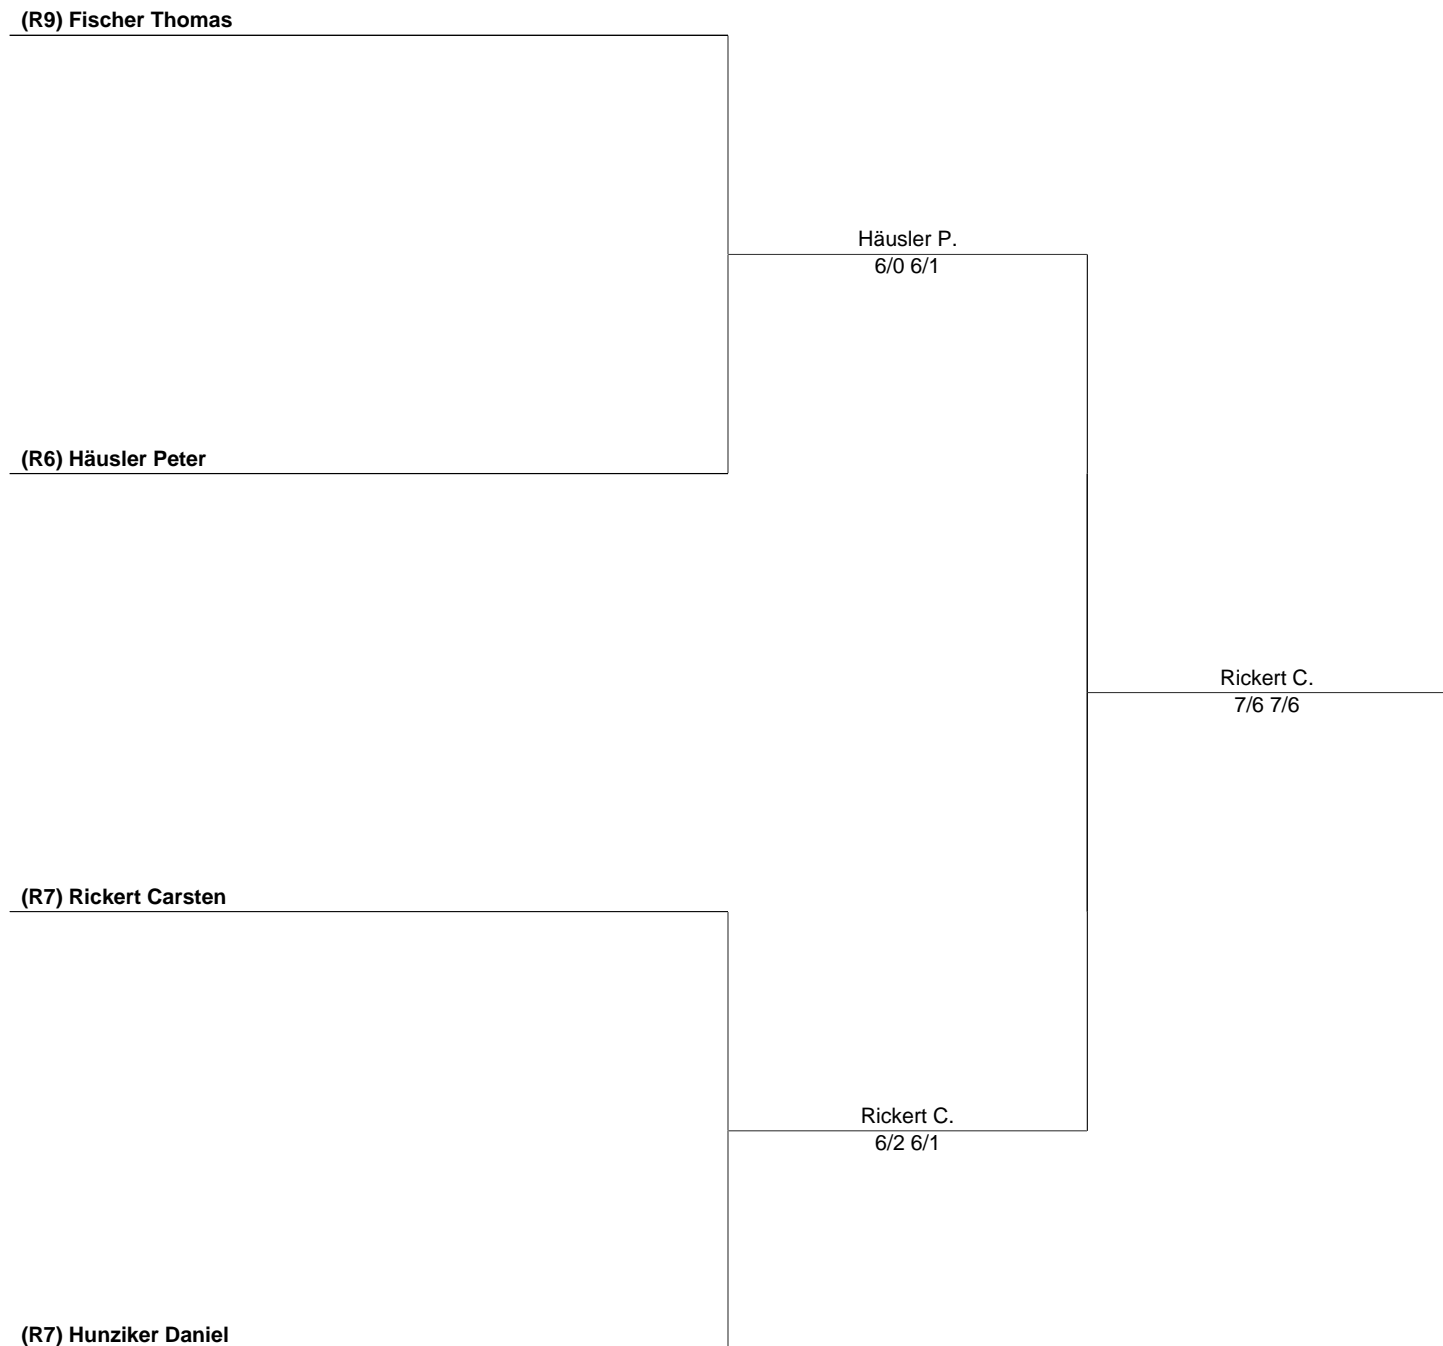 (R9) Fischer Thomas
Häusler P.
6/0 6/1
(R6) Häusler Peter
Rickert C.
7/6 7/6
(R7) Rickert Carsten
Rickert C.
6/2 6/1
(R7) Hunziker Daniel